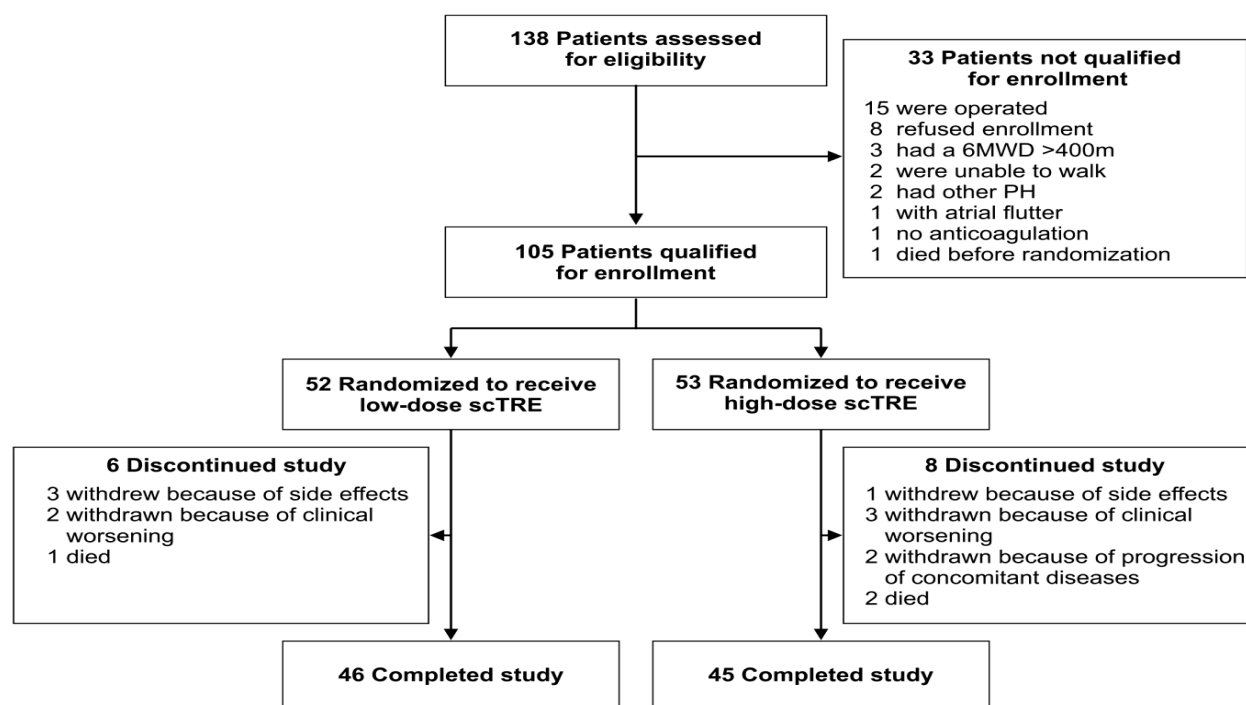 138 Patients assessed
for eligibility
33 Patients not qualified
for enrollment
15 were operated
8 refused enrollment
3 had a 6MWD >400m
2 were unable to walk
2 had other PH
1 with atrial flutter
1 no anticoagulation
1 died before randomization
105 Patients qualified
for enrollment
52 Randomized to receive
low-dose scTRE
53 Randomized to receive
high-dose scTRE
6 Discontinued study
3 withdrew because of side effects
2 withdrawn because of clinical
worsening
1 died
8 Discontinued study
1 withdrew because of side effects
3 withdrawn because of clinical
worsening
2 withdrawn because of progression
of concomitant diseases
2 died
46 Completed study
45 Completed study